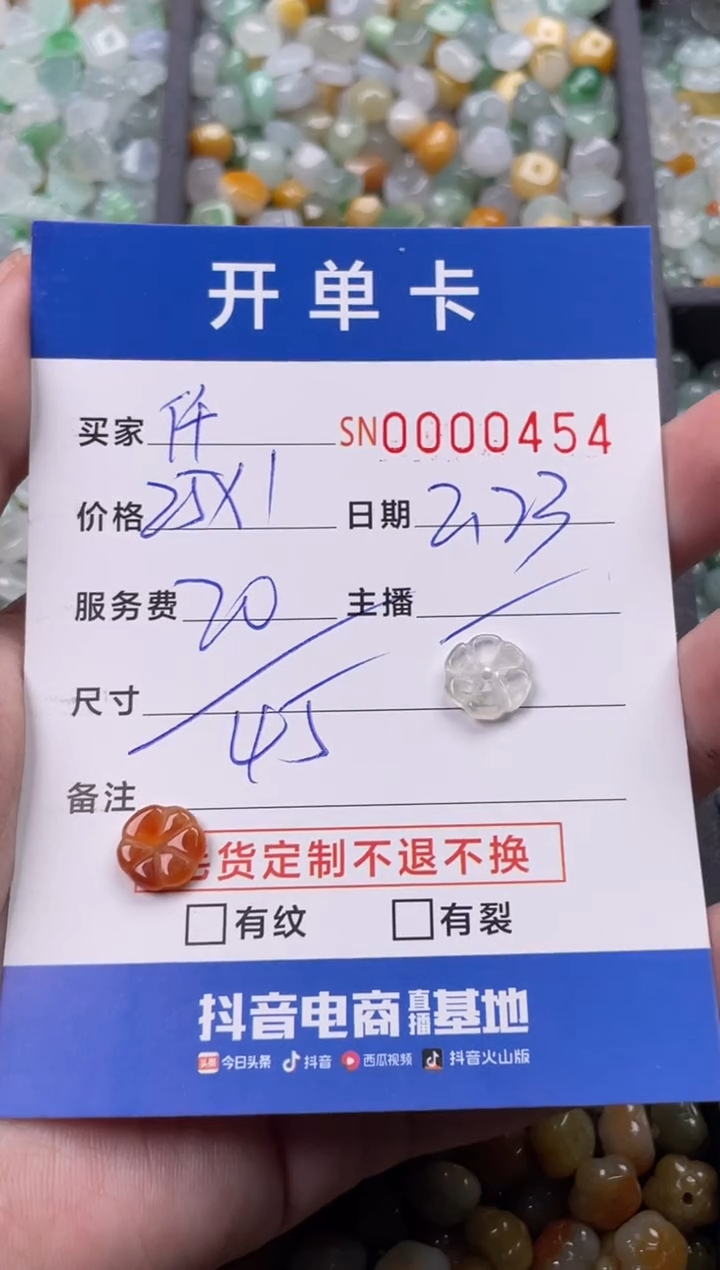 开单卡
买家 仟 SN0000454
价格 25X1 日期 2,23
服务费 20 主播 /
尺寸 /
45
备注
货定制不退不换
□有纹 □有裂
抖音电商直播基地
头条 今日头条 抖音 西瓜视频 抖音火山版